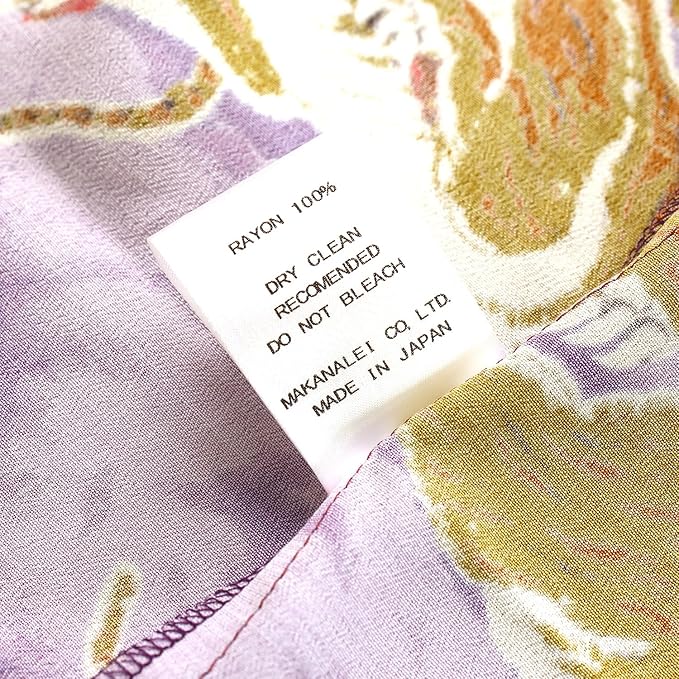 RAYON 100%
DRY CLEAN
RECOMENDED
DO NOT BLEACH
MAKANALEI CO, LTD.
MADE IN JAPAN